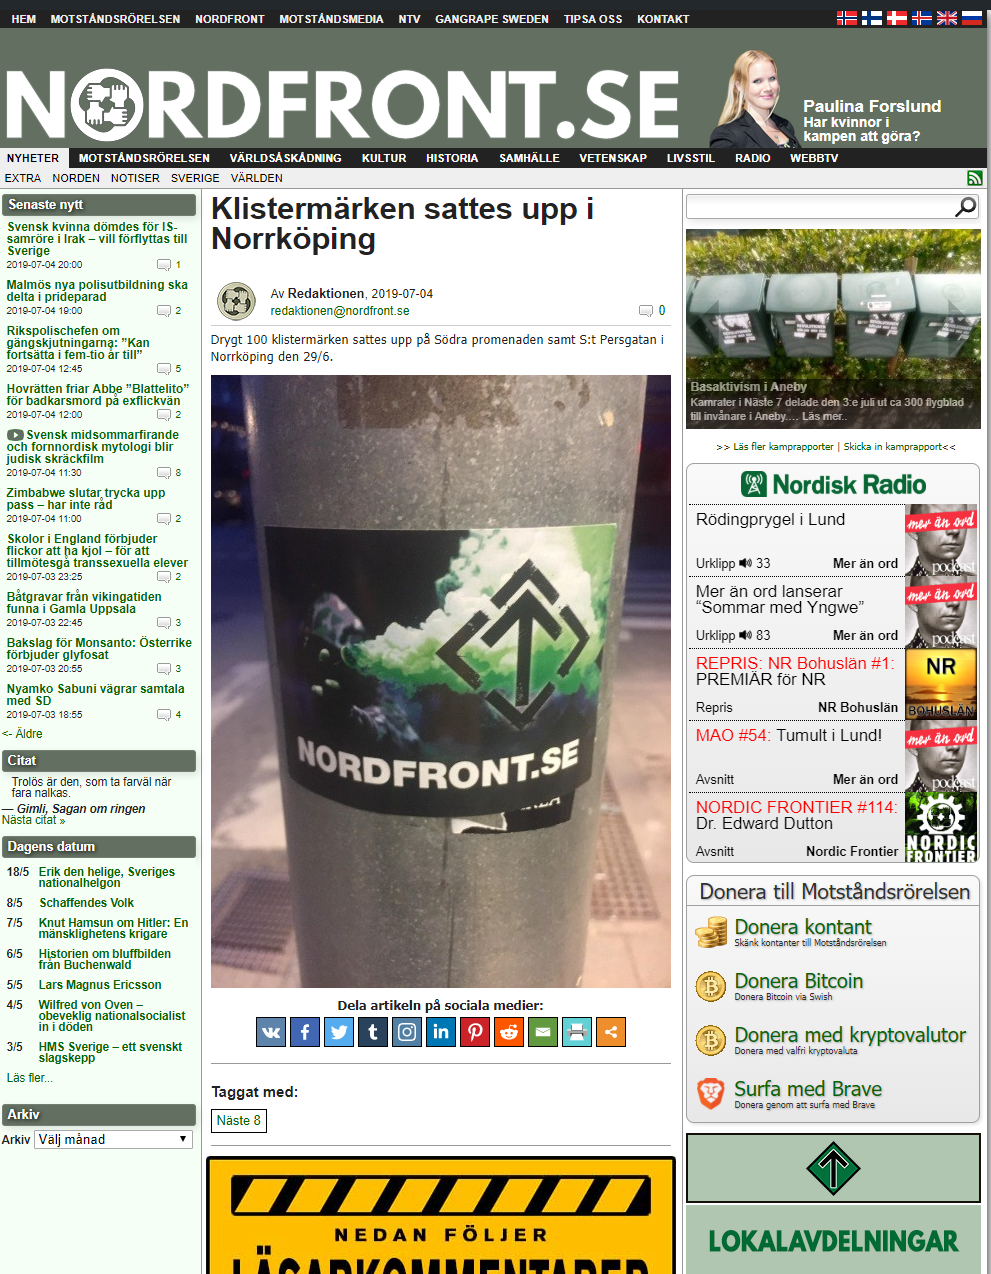 HEM MOTSTÅNDSRÖRELSEN NORDFRONT MOTSTÅNDSMEDIA NTV GANGRAPE SWEDEN TIPSA OSS KONTAKT
NORDFRONT.SE
Paulina Forslund
Har kvinnor i
kampen att göra?
NYHETER MOTSTÅNDSRÖRELSEN VÄRLDSÅSKÅDNING KULTUR HISTORIA SAMHÄLLE VETENSKAP LIVSSTIL RADIO WEBBTV
EXTRA NORDEN NOTISER SVERIGE VÄRLDEN
Senaste nytt
Svensk kvinna dömdes för IS-
samröre i Irak – vill förflyttas till
Sverige
2019-07-04 20:00 1
Malmös nya polisutbildning ska
delta i prideparad
2019-07-04 19:00 2
Rikspolischefen om
gängskjutningarna: ”Kan
fortsätta i fem-tio år till”
2019-07-04 12:45 5
Hovrätten friar Abbe ”Blattelito”
för badkarsmord på exflickvän
2019-07-04 12:00 2
Svensk midsommarfirande
och fornnordisk mytologi blir
judisk skräckfilm
2019-07-04 11:30 8
Zimbabwe slutar trycka upp
pass – har inte råd
2019-07-04 11:00 2
Skolor i England förbjuder
flickor att ha kjol – för att
tillmötesgå transsexuella elever
2019-07-03 23:25 2
Båtgravar från vikingatiden
funna i Gamla Uppsala
2019-07-03 22:45 3
Bakslag för Monsanto: Österrike
förbjuder glyfosat
2019-07-03 20:55 3
Nyamko Sabuni vägrar samtala
med SD
2019-07-03 18:55 4
<- Äldre
Citat
Trolös är den, som ta farväl när
fara nalkas.
— Gimli, Sagan om ringen
Nästa citat »
Dagens datum
18/5 Erik den helige, Sveriges
nationalhelgon
8/5 Schaffendes Volk
7/5 Knut Hamsun om Hitler: En
mänsklighetens krigare
6/5 Historien om bluffbilden
från Buchenwald
5/5 Lars Magnus Ericsson
4/5 Wilfred von Oven –
obeveklig nationalsocialist
in i döden
3/5 HMS Sverige – ett svenskt
slagskepp
Läs fler...
Arkiv
Arkiv Välj månad
Klistermärken sattes upp i
Norrköping
Av Redaktionen, 2019-07-04
redaktionen@nordfront.se 0
Drygt 100 klistermärken sattes upp på Södra promenaden samt S:t Persgatan i
Norrköping den 29/6.
NORDFRONT.SE
Dela artikeln på sociala medier:
Taggat med:
Näste 8
NEDAN FÖLJER
LÄSARKOMMENTARER
Basaktivism i Aneby
Kamrater i Näste 7 delade den 3:e juli ut ca 300 flygblad
till invånare i Aneby.... Läs mer..
>> Läs fler kamprapporter | Skicka in kamprapport<<
Nordisk Radio
Rödingprygel i Lund
Urklipp 33 Mer än ord
mer än ord
podcast
Mer än ord lanserar
“Sommar med Yngwe”
Urklipp 83 Mer än ord
mer än ord
podcast
REPRIS: NR Bohuslän #1:
PREMIÄR för NR
Repris NR Bohuslän
NR
BOHUSLÄN
MAO #54: Tumult i Lund!
Avsnitt Mer än ord
mer än ord
podcast
NORDIC FRONTIER #114:
Dr. Edward Dutton
Avsnitt Nordic Frontier
NORDIC
FRONTIER
Donera till Motståndsrörelsen
Donera kontant
Skänk kontanter till Motståndsrörelsen
Donera Bitcoin
Donera Bitcoin via Swish
Donera med kryptovalutor
Donera med valfri kryptovaluta
Surfa med Brave
Donera genom att surfa med Brave
LOKALAVDELNINGAR